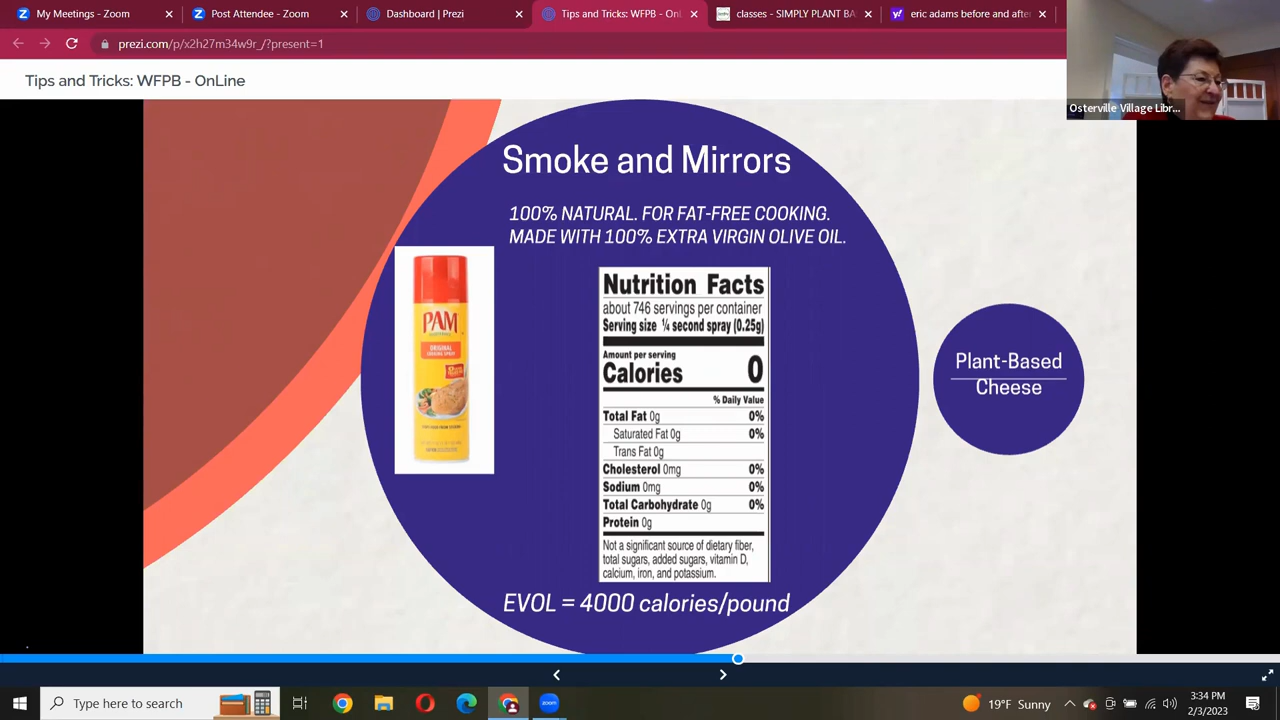 My Meetings - Zoom
Post Attendee - Zoom
Dashboard | Prezi
Tips and Tricks: WFPB - Onl
classes - SIMPLY PLANT BA
eric adams before and after
prezi.com/p/x2h27m34w9r_/?present=1
Tips and Tricks: WFPB - OnLine
Osterville Village Libr...
Smoke and Mirrors
100% NATURAL. FOR FAT-FREE COOKING.
MADE WITH 100% EXTRA VIRGIN OLIVE OIL.
PAM
ORIGINAL
COOKING SPRAY
Nutrition Facts
about 746 servings per container
Serving size ¼ second spray (0.25g)
Amount per serving
Calories 0
% Daily Value
Total Fat 0g 0%
Saturated Fat 0g 0%
Trans Fat 0g
Cholesterol 0mg 0%
Sodium 0mg 0%
Total Carbohydrate 0g 0%
Protein 0g
Not a significant source of dietary fiber,
total sugars, added sugars, vitamin D,
calcium, iron, and potassium.
EVOL = 4000 calories/pound
Plant-Based
Cheese
Type here to search
zoom
19°F Sunny
3:34 PM
2/3/2023